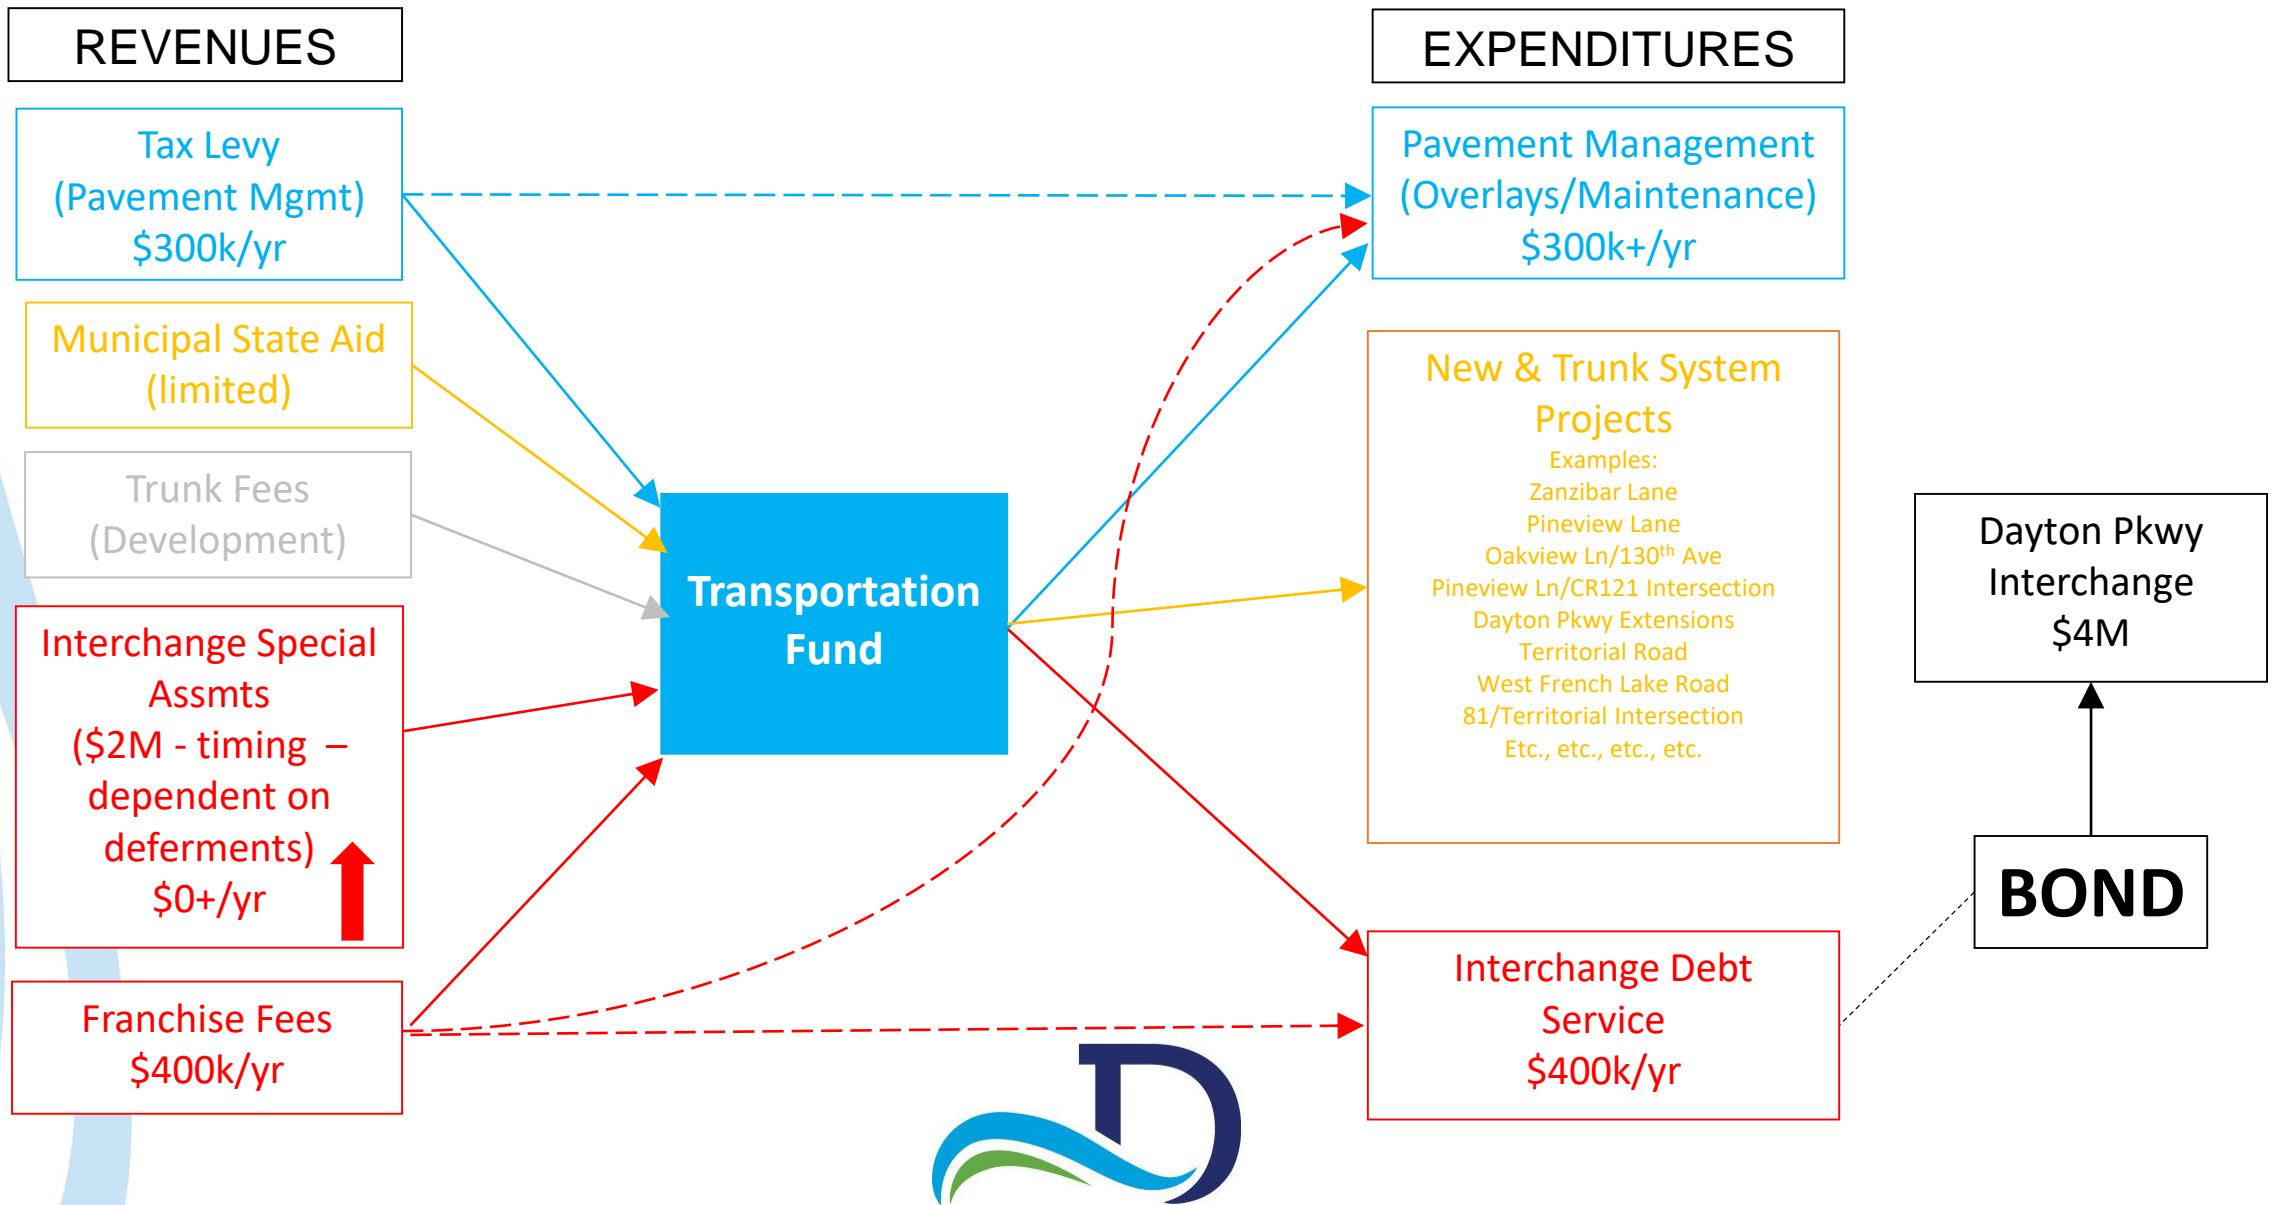 REVENUES
Tax Levy
(Pavement Mgmt)
$300k/yr
Municipal State Aid
(limited)
Trunk Fees
(Development)
Interchange Special
Assmts
($2M - timing –
dependent on
deferments)
$0+/yr
Franchise Fees
$400k/yr
Transportation
Fund
EXPENDITURES
Pavement Management
(Overlays/Maintenance)
$300k+/yr
New & Trunk System
Projects
Examples:
Zanzibar Lane
Pineview Lane
Oakview Ln/130th Ave
Pineview Ln/CR121 Intersection
Dayton Pkwy Extensions
Territorial Road
West French Lake Road
81/Territorial Intersection
Etc., etc., etc., etc.
Interchange Debt
Service
$400k/yr
Dayton Pkwy
Interchange
$4M
BOND
D